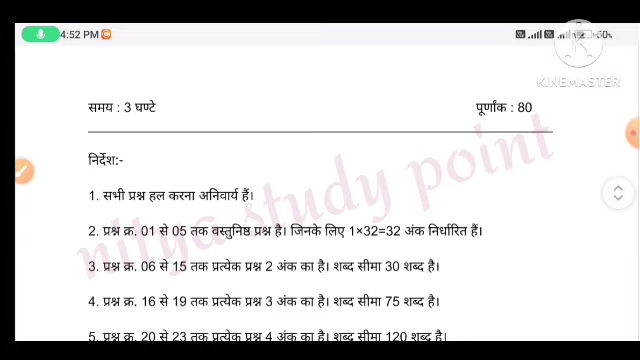 4:52 PM
60%
KINEMASTER
समय : 3 घण्टे पूर्णांक : 80
निर्देश:-
1. सभी प्रश्न हल करना अनिवार्य हैं।
2. प्रश्न क्र. 01 से 05 तक वस्तुनिष्ठ प्रश्न है। जिनके लिए 1×32=32 अंक निर्धारित हैं।
3. प्रश्न क्र. 06 से 15 तक प्रत्येक प्रश्न 2 अंक का है। शब्द सीमा 30 शब्द है।
4. प्रश्न क्र. 16 से 19 तक प्रत्येक प्रश्न 3 अंक का है। शब्द सीमा 75 शब्द है।
5. प्रश्न क्र. 20 से 23 तक प्रत्येक प्रश्न 4 अंक का है। शब्द सीमा 120 शब्द है।
nitya study point